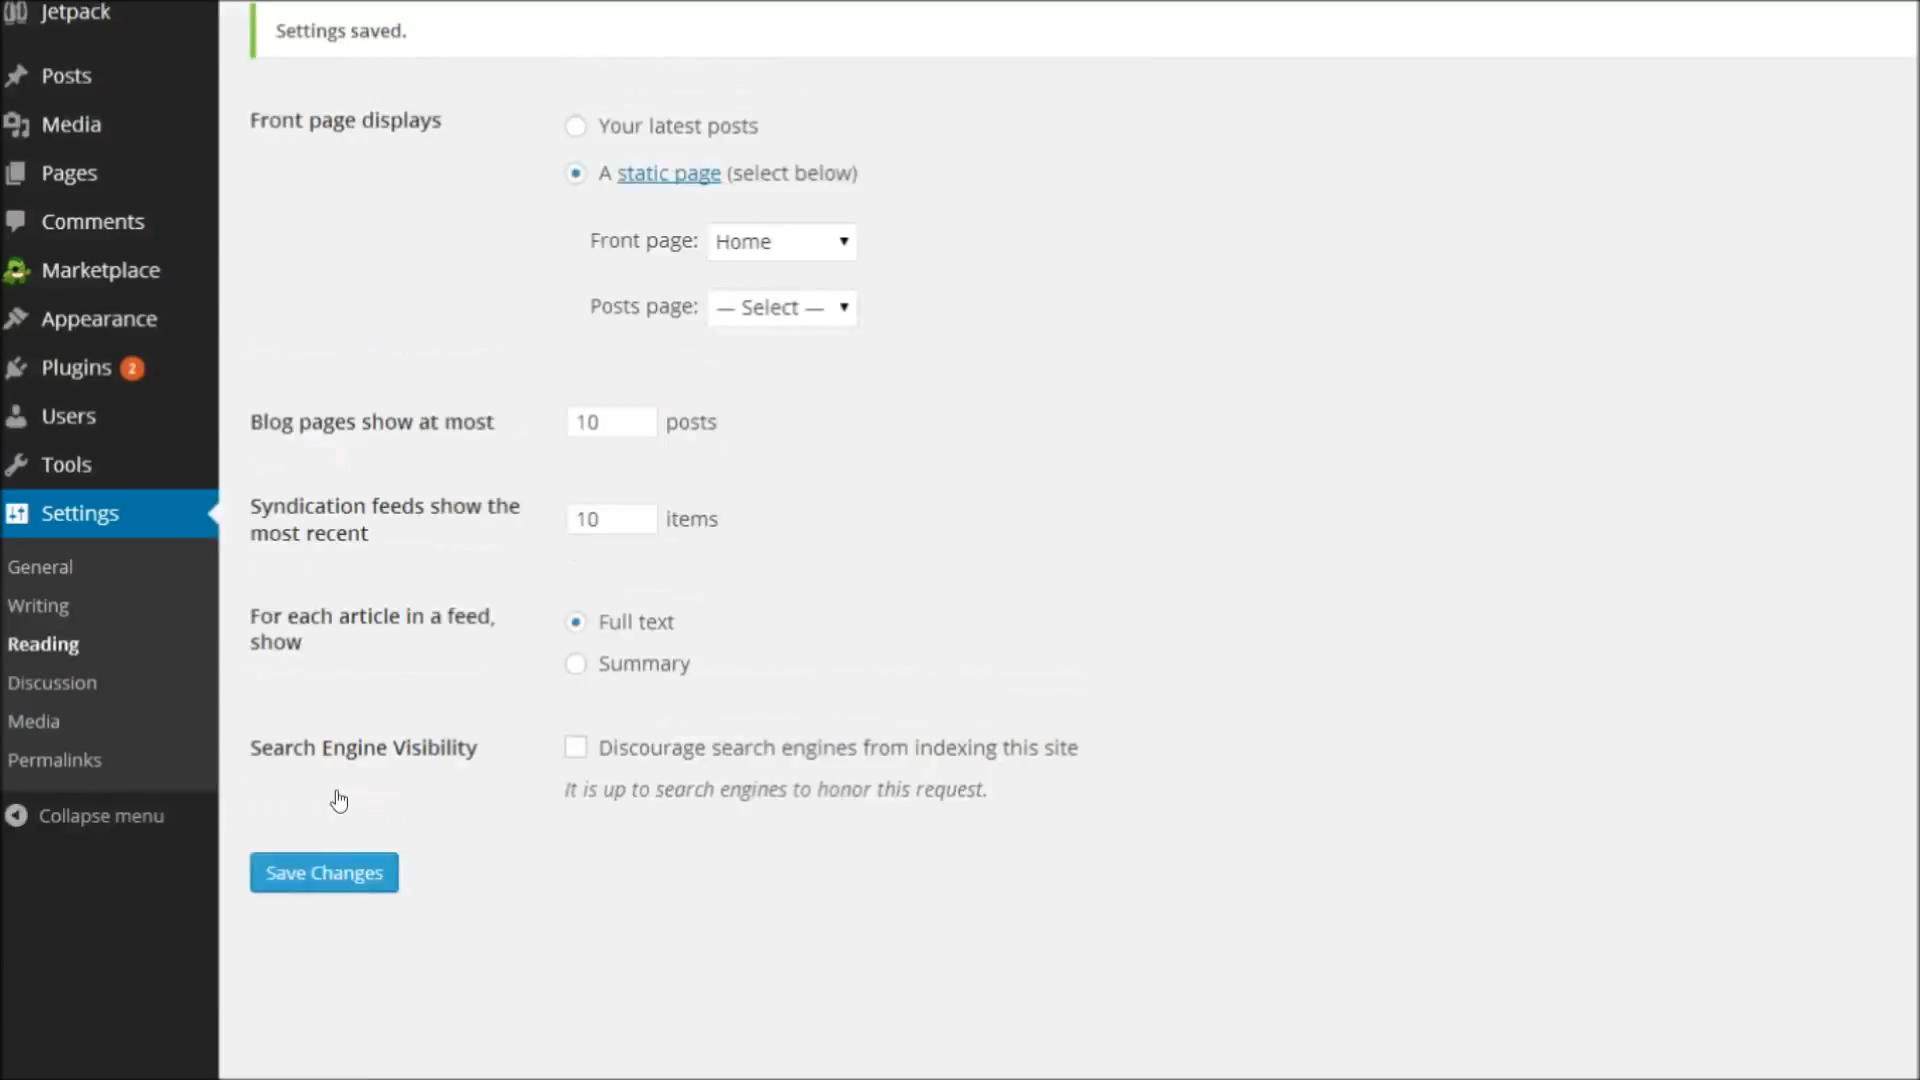 Jetpack
Posts
Media
Pages
Comments
Marketplace
Appearance
Plugins 2
Users
Tools
Settings
General
Writing
Reading
Discussion
Media
Permalinks
Collapse menu
Settings saved.
Front page displays
Your latest posts
A static page (select below)
Front page: Home
Posts page: — Select —
Blog pages show at most
10 posts
Syndication feeds show the
most recent
10 items
For each article in a feed,
show
Full text
Summary
Search Engine Visibility
Discourage search engines from indexing this site
It is up to search engines to honor this request.
Save Changes